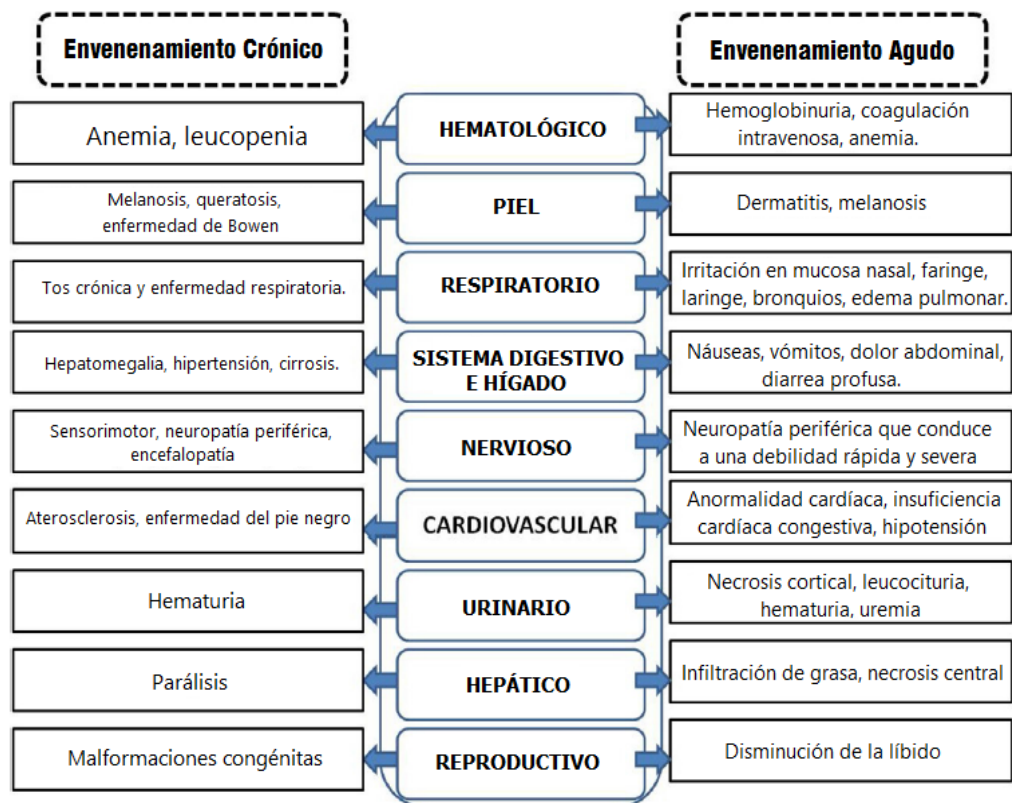 Envenenamiento Crónico
Envenenamiento Agudo
Anemia, leucopenia
HEMATOLÓGICO
Hemoglobinuria, coagulación
intravenosa, anemia.
Melanosis, queratosis,
enfermedad de Bowen
PIEL
Dermatitis, melanosis
Tos crónica y enfermedad respiratoria.
RESPIRATORIO
Irritación en mucosa nasal, faringe,
laringe, bronquios, edema pulmonar.
Hepatomegalia, hipertensión, cirrosis.
SISTEMA DIGESTIVO
E HÍGADO
Náuseas, vómitos, dolor abdominal,
diarrea profusa.
Sensorimotor, neuropatía periférica,
encefalopatía
NERVIOSO
Neuropatía periférica que conduce
a una debilidad rápida y severa
Aterosclerosis, enfermedad del pie negro
CARDIOVASCULAR
Anormalidad cardíaca, insuficiencia
cardíaca congestiva, hipotensión
Hematuria
URINARIO
Necrosis cortical, leucocituria,
hematuria, uremia
Parálisis
HEPÁTICO
Infiltración de grasa, necrosis central
Malformaciones congénitas
REPRODUCTIVO
Disminución de la líbido